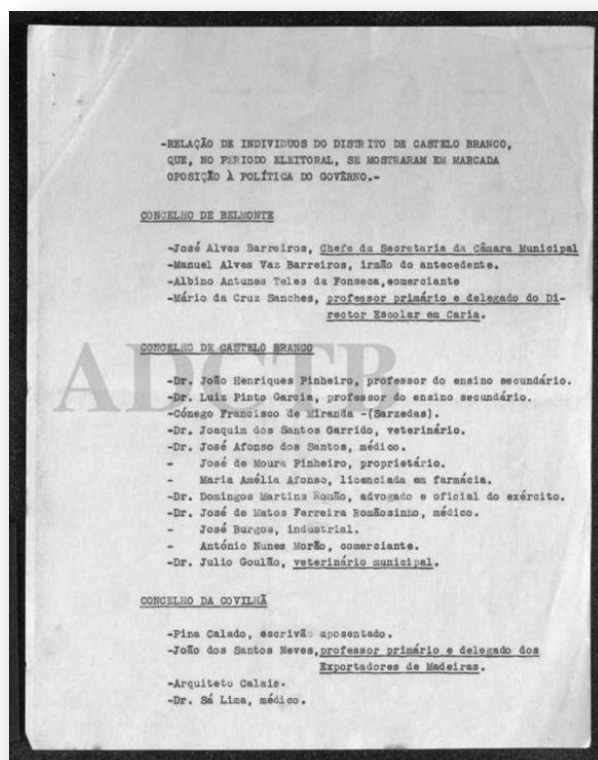 -RELAÇÃO DE INDIVIDUOS DO DISTRITO DE CASTELO BRANCO,
QUE, NO PERIODO ELEITORAL, SE MOSTRARAM EM MARCADA
OPOSIÇÃO À POLÍTICA DO GOVÊRNO.-
CONCELHO DE BELMONTE
-José Alves Barreiros, Chefe da Secretaria da Câmara Municipal
-Manuel Alves Vaz Barreiros, irmão do antecedente.
-Albino Antunes Teles da Fonseca,comerciante
-Mário da Cruz Sanches, professor primário e delegado do Di-
rector Escolar em Caria.
CONCELHO DE CASTELO BRANCO
ADCTB
-Dr. João Henriques Pinheiro, professor do ensino secundário.
-Dr. Luiz Pinto Garcia, professor do ensino secundário.
-Cónego Francisco de Miranda -(Sarzedas).
-Dr. Joaquim dos Santos Garrido, veterinário.
-Dr. José Afonso dos Santos, médico.
- José de Moura Pinheiro, proprietário.
- Maria Amélia Afonso, licenciada em farmácia.
-Dr. Domingos Martins Romão, advogado e oficial do exército.
-Dr. José de Matos Ferreira Romãosinho, médico.
- José Burgos, industrial.
- António Nunes Morão, comerciante.
-Dr. Julio Goulão, veterinário municipal.
CONCELHO DA COVILHÃ
-Pina Calado, escrivão aposentado.
-João dos Santos Neves,professor primário e delegado dos
Exportadores de Madeiras.
-Arquiteto Calais.
-Dr. Sá Lima, médico.